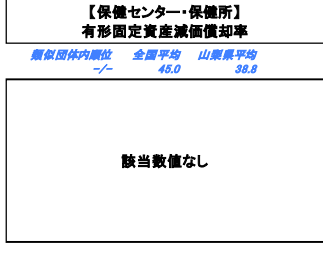 【保健センター・保健所】
有形固定資産減価償却率
類似団体内順位 全国平均 山梨県平均
-/- 45.0 38.8
該当数値なし